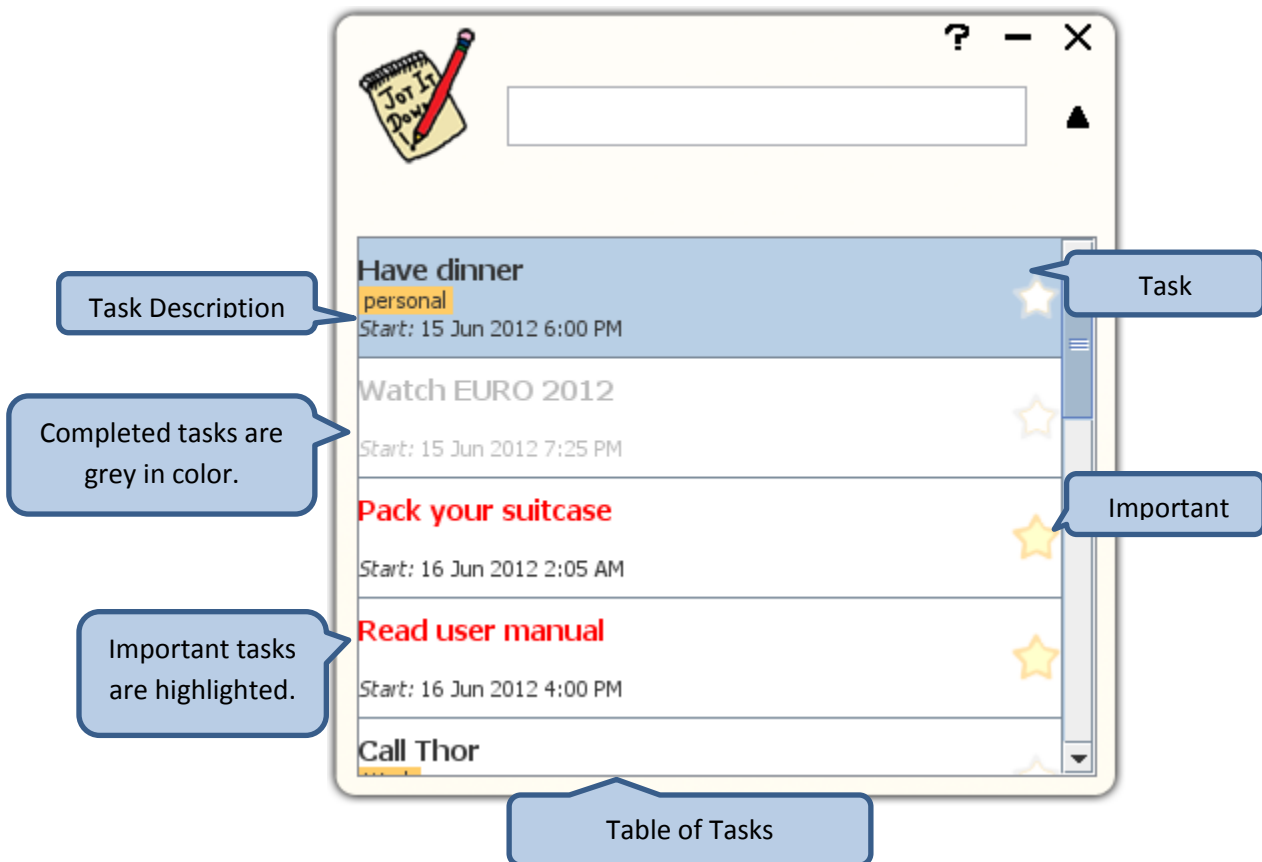 ?
JOT IT
DOWN
Have dinner
personal
Start: 15 Jun 2012 6:00 PM
Task Description
Task
Watch EURO 2012
Start: 15 Jun 2012 7:25 PM
Completed tasks are
grey in color.
Pack your suitcase
Start: 16 Jun 2012 2:05 AM
Important
Read user manual
Start: 16 Jun 2012 4:00 PM
Important tasks
are highlighted.
Call Thor
Table of Tasks